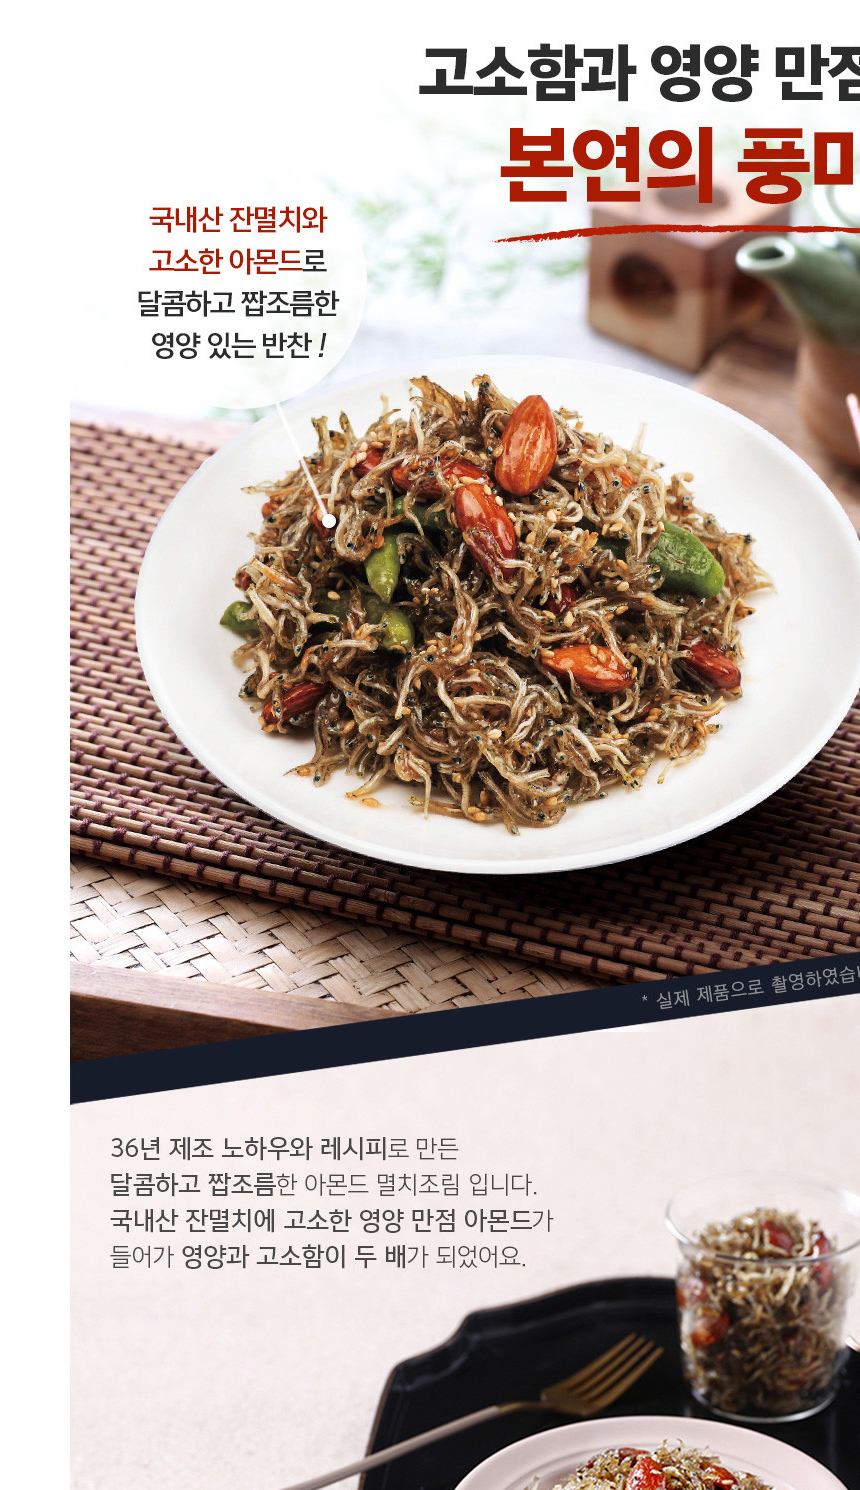 고소함과 영양 만점
본연의 풍미
국내산 잔멸치와
고소한 아몬드로
달콤하고 짭조름한
영양 있는 반찬 !
* 실제 제품으로 촬영하였습니
36년 제조 노하우와 레시피로 만든
달콤하고 짭조름한 아몬드 멸치조림 입니다.
국내산 잔멸치에 고소한 영양 만점 아몬드가
들어가 영양과 고소함이 두 배가 되었어요.